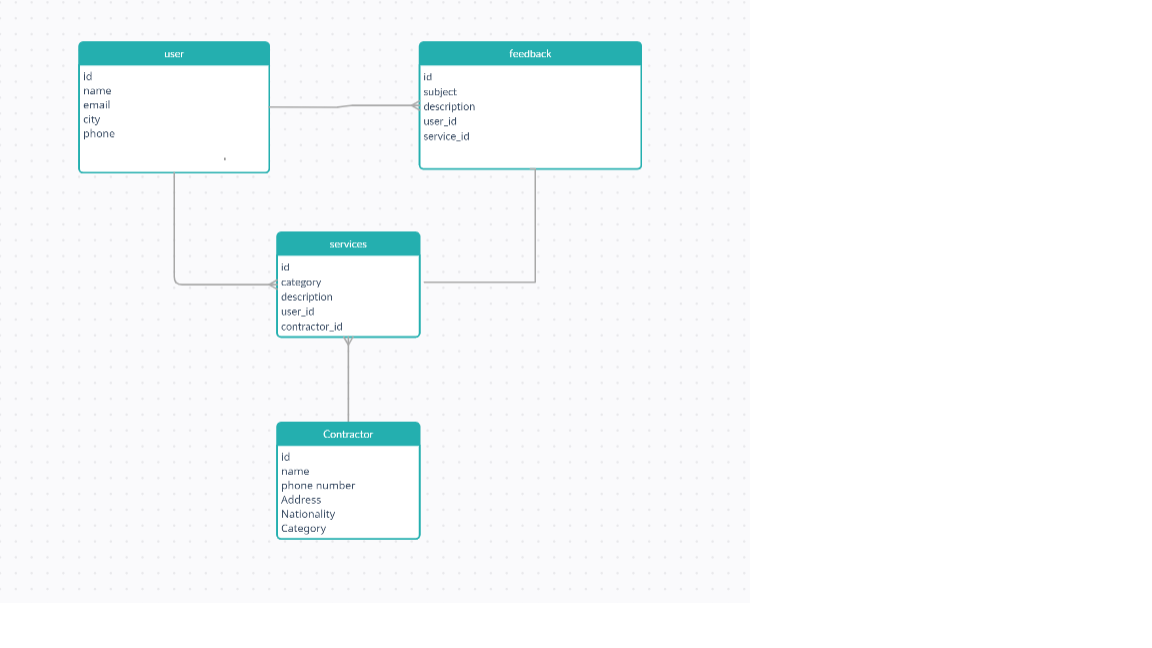 user
id
name
email
city
phone
feedback
id
subject
description
user_id
service_id
services
id
category
description
user_id
contractor_id
Contractor
Id
name
phone number
Address
Nationality
Category